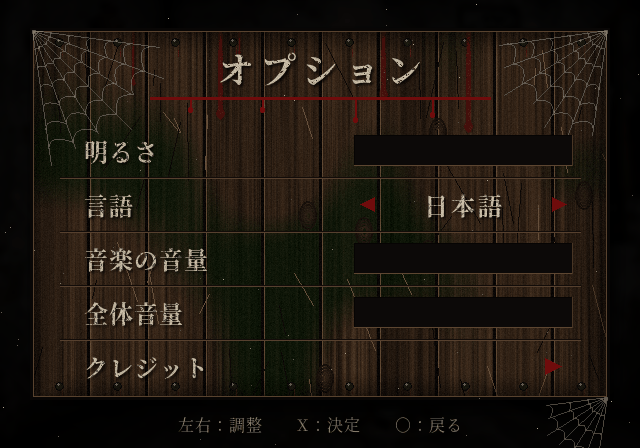 オプション
明るさ
言語 日本語
音楽の音量
全体音量
クレジット
左右：調整 X：決定 〇：戻る